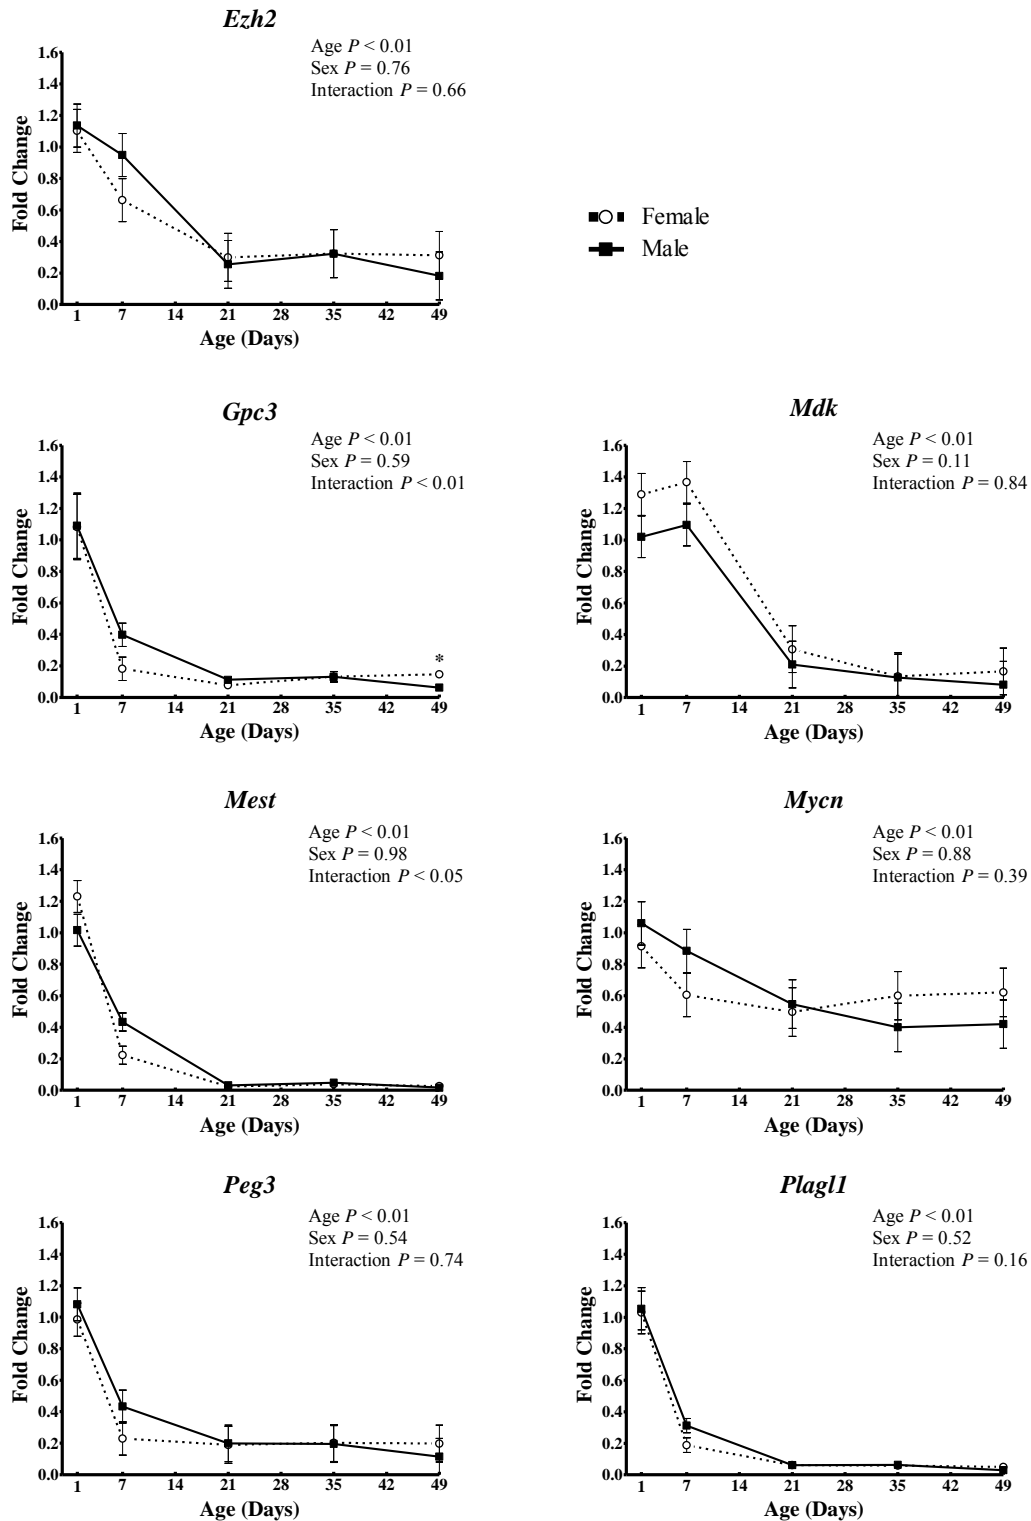 Ezh2
Age P < 0.01
Sex P = 0.76
Interaction P = 0.66
1.6
1.4
1.2
1.0
0.8
0.6
0.4
0.2
0.0
Fold Change
1 7 14 21 28 35 42 49
Age (Days)
Female
Male
Gpc3
Age P < 0.01
Sex P = 0.59
Interaction P < 0.01
1.6
1.4
1.2
1.0
0.8
0.6
0.4
0.2
0.0
Fold Change
*
1 7 14 21 28 35 42 49
Age (Days)
Mdk
Age P < 0.01
Sex P = 0.11
Interaction P = 0.84
1.6
1.4
1.2
1.0
0.8
0.6
0.4
0.2
0.0
Fold Change
1 7 14 21 28 35 42 49
Age (Days)
Mest
Age P < 0.01
Sex P = 0.98
Interaction P < 0.05
1.6
1.4
1.2
1.0
0.8
0.6
0.4
0.2
0.0
Fold Change
1 7 14 21 28 35 42 49
Age (Days)
Mycn
Age P < 0.01
Sex P = 0.88
Interaction P = 0.39
1.6
1.4
1.2
1.0
0.8
0.6
0.4
0.2
0.0
Fold Change
1 7 14 21 28 35 42 49
Age (Days)
Peg3
Age P < 0.01
Sex P = 0.54
Interaction P = 0.74
1.6
1.4
1.2
1.0
0.8
0.6
0.4
0.2
0.0
Fold Change
1 7 14 21 28 35 42 49
Age (Days)
Plagl1
Age P < 0.01
Sex P = 0.52
Interaction P = 0.16
1.6
1.4
1.2
1.0
0.8
0.6
0.4
0.2
0.0
Fold Change
1 7 14 21 28 35 42 49
Age (Days)